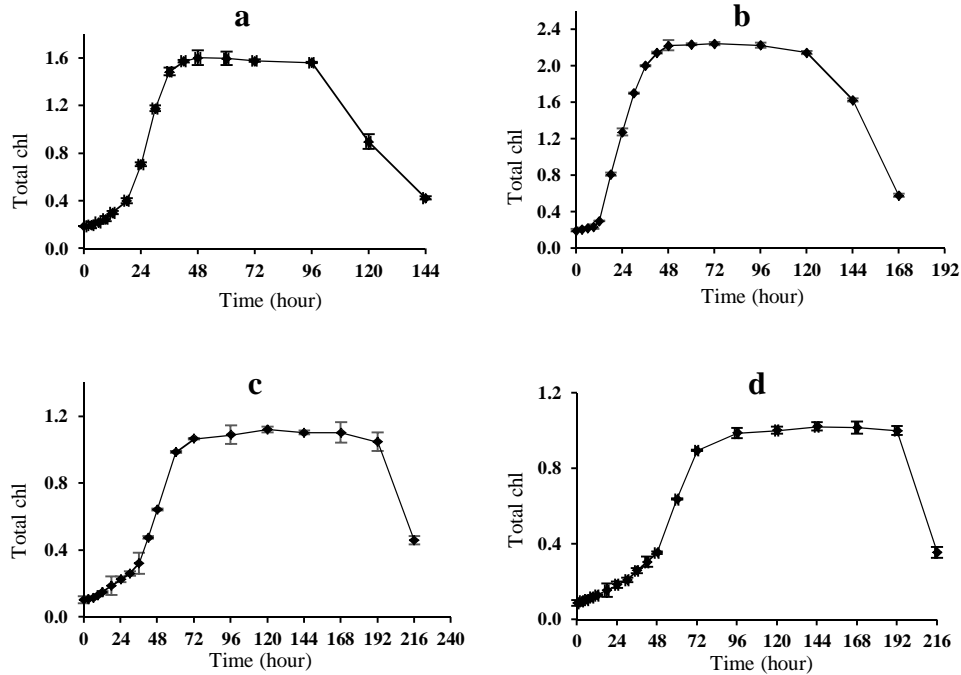 a
Total chl
1.6
1.2
0.8
0.4
0.0
0 24 48 72 96 120 144
Time (hour)
b
Total chl
2.4
2.0
1.6
1.2
0.8
0.4
0.0
0 24 48 72 96 120 144 168 192
Time (hour)
c
Total chl
1.2
0.8
0.4
0.0
0 24 48 72 96 120 144 168 192 216 240
Time (hour)
d
Total chl
1.2
0.8
0.4
0.0
0 24 48 72 96 120 144 168 192 216
Time (hour)